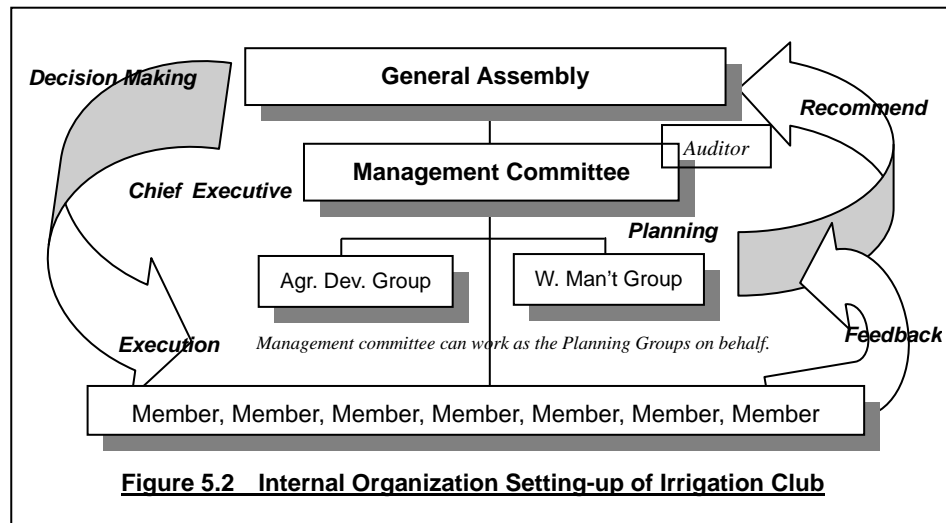 Decision Making
General Assembly
Recommend
Auditor
Management Committee
Chief Executive
Planning
Agr. Dev. Group
W. Man't Group
Execution
Management committee can work as the Planning Groups on behalf.
Feedback
Member, Member, Member, Member, Member, Member, Member
Figure 5.2 Internal Organization Setting-up of Irrigation Club